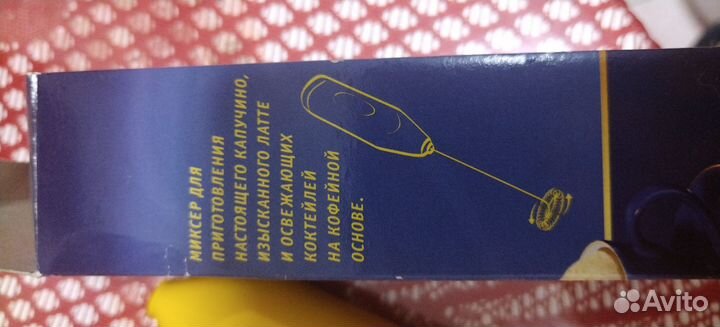 МИКСЕР ДЛЯ
ПРИГОТОВЛЕНИЯ
НАСТОЯЩЕГО КАПУЧИНО,
ИЗЫСКАННОГО ЛАТТЕ
И ОСВЕЖАЮЩИХ
КОКТЕЙЛЕЙ
НА КОФЕЙНОЙ
ОСНОВЕ.
Avito